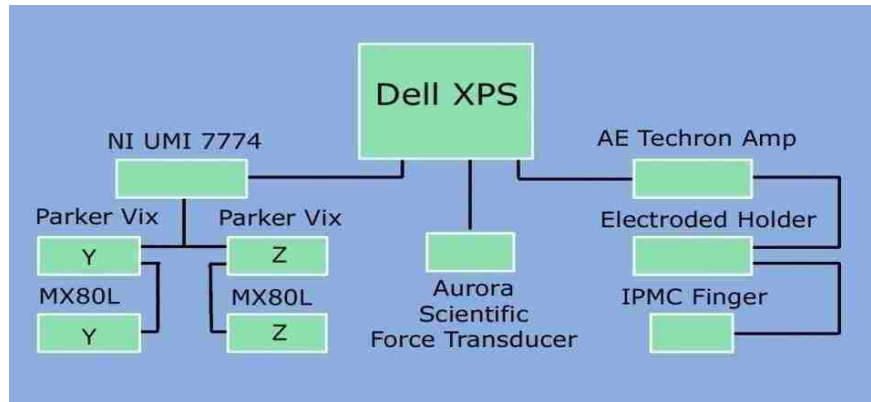 Dell XPS
NI UMI 7774
AE Techron Amp
Parker Vix
Parker Vix
Electroded Holder
Y
Z
MX80L
MX80L
IPMC Finger
Y
Z
Aurora
Scientific
Force Transducer